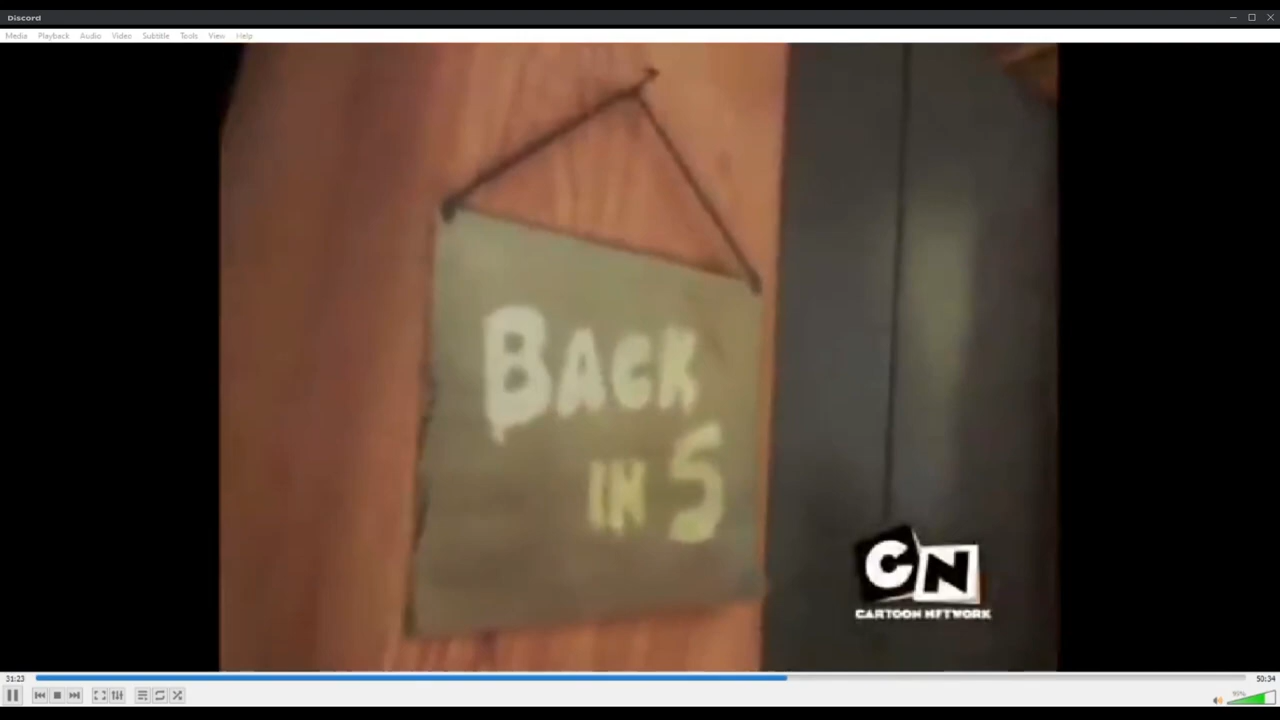 Discord
Media Playback Audio Video Subtitle Tools View Help
BACK
IN 5
CN
CARTOON NETWORK
31:23 50:34
95%